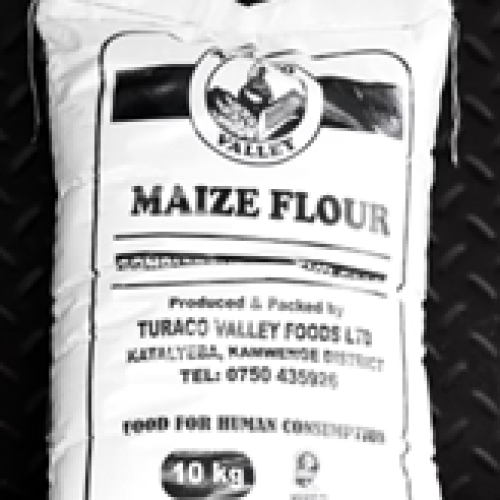 VALLEY
MAIZE FLOUR
Produced & Packed by
TURACO VALLEY FOODS LTD
KATALYEBA, KAMWENGE DISTRICT
TEL: 0750 435926
FOOD FOR HUMAN CONSUMPTION
10 kg